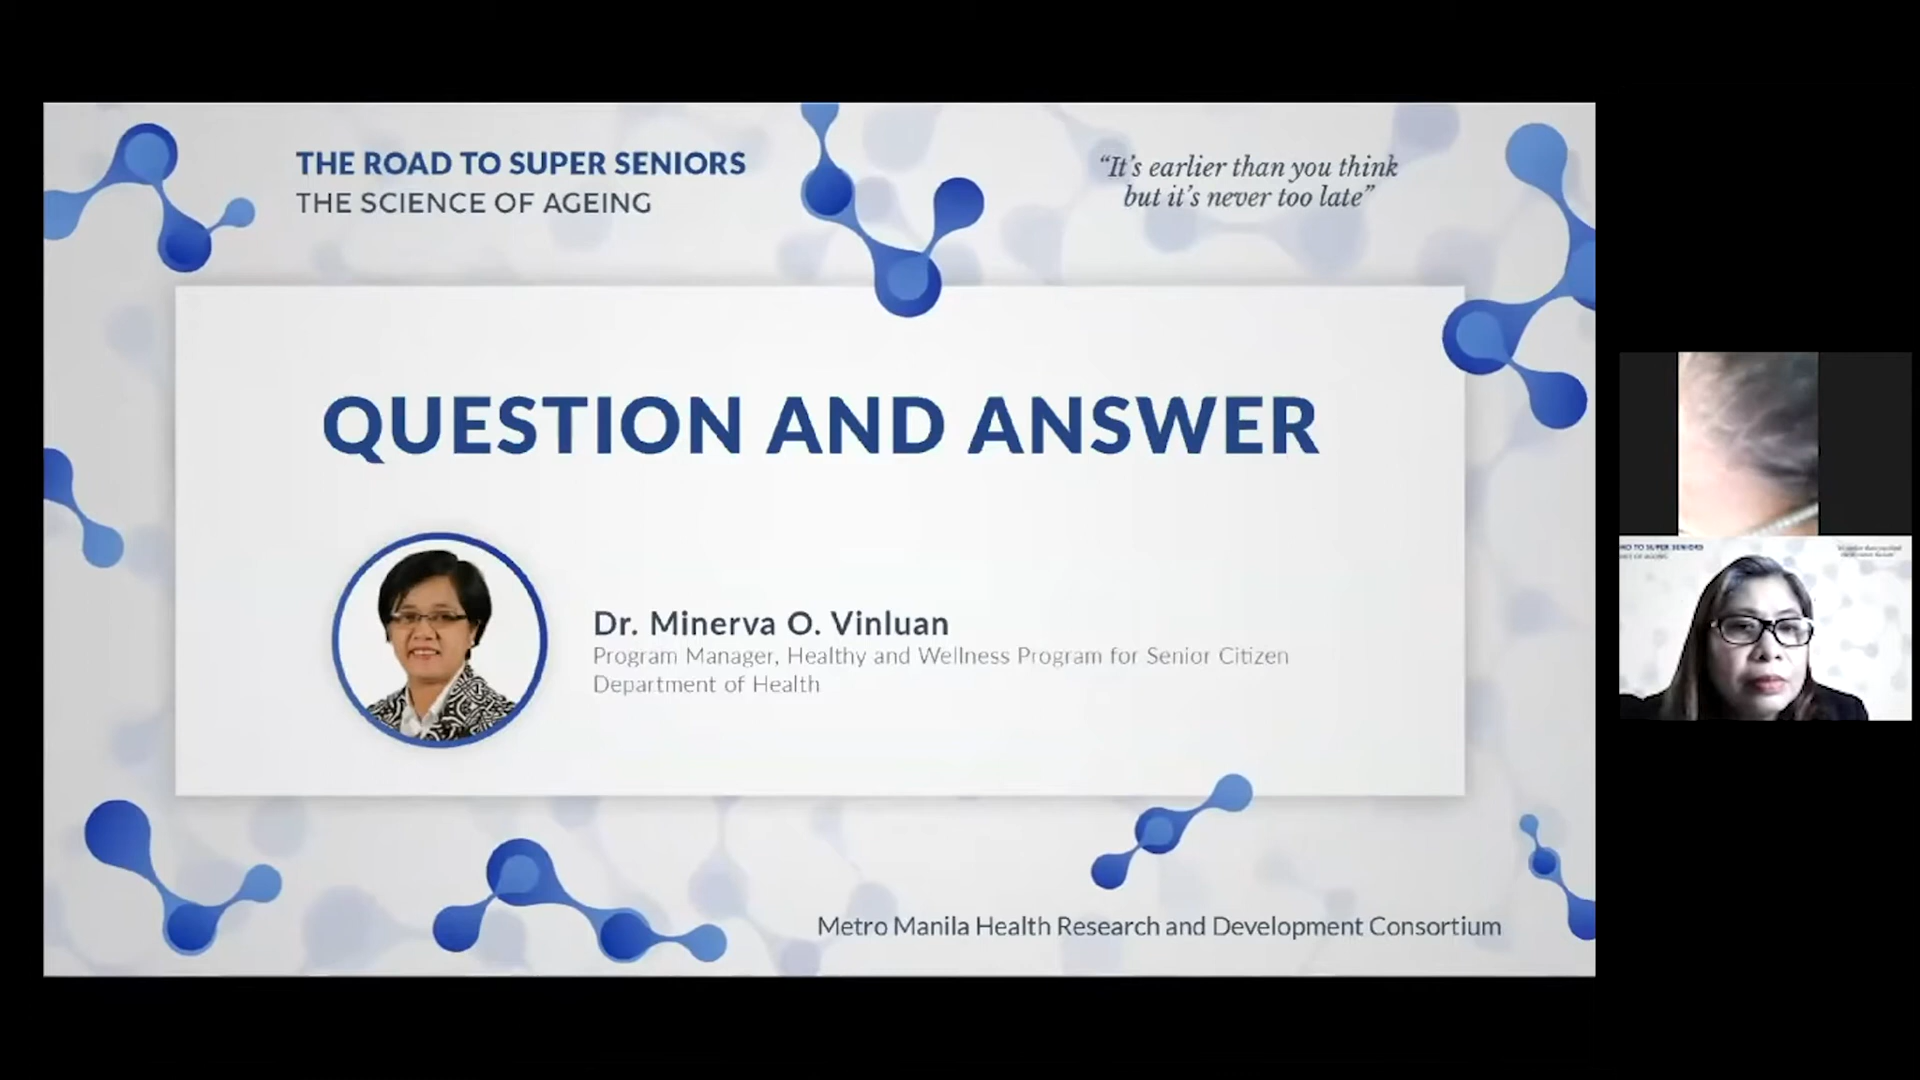 THE ROAD TO SUPER SENIORS
THE SCIENCE OF AGEING
“It’s earlier than you think
but it’s never too late”
QUESTION AND ANSWER
Dr. Minerva O. Vinluan
Program Manager, Healthy and Wellness Program for Senior Citizen
Department of Health
Metro Manila Health Research and Development Consortium